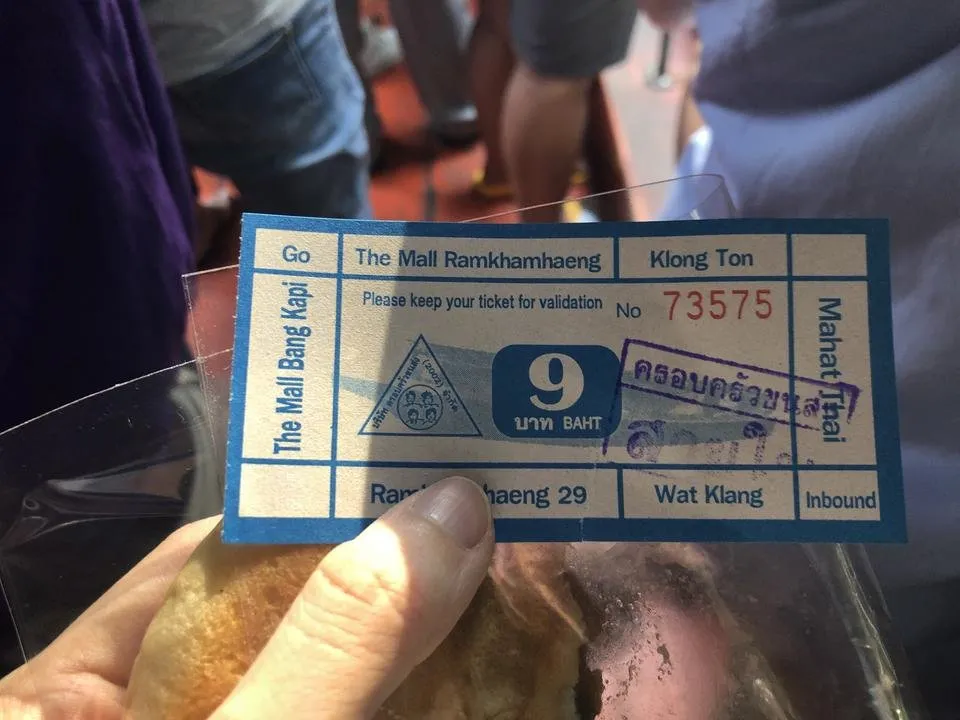 Go
The Mall Ramkhamhaeng
Klong Ton
The Mall Bang Kapi
Please keep your ticket for validation
No 73575
(2002)
9
บาท BAHT
ครอบครัวขนส่ง
Mahat Thai
29
Wat Klang
Inbound